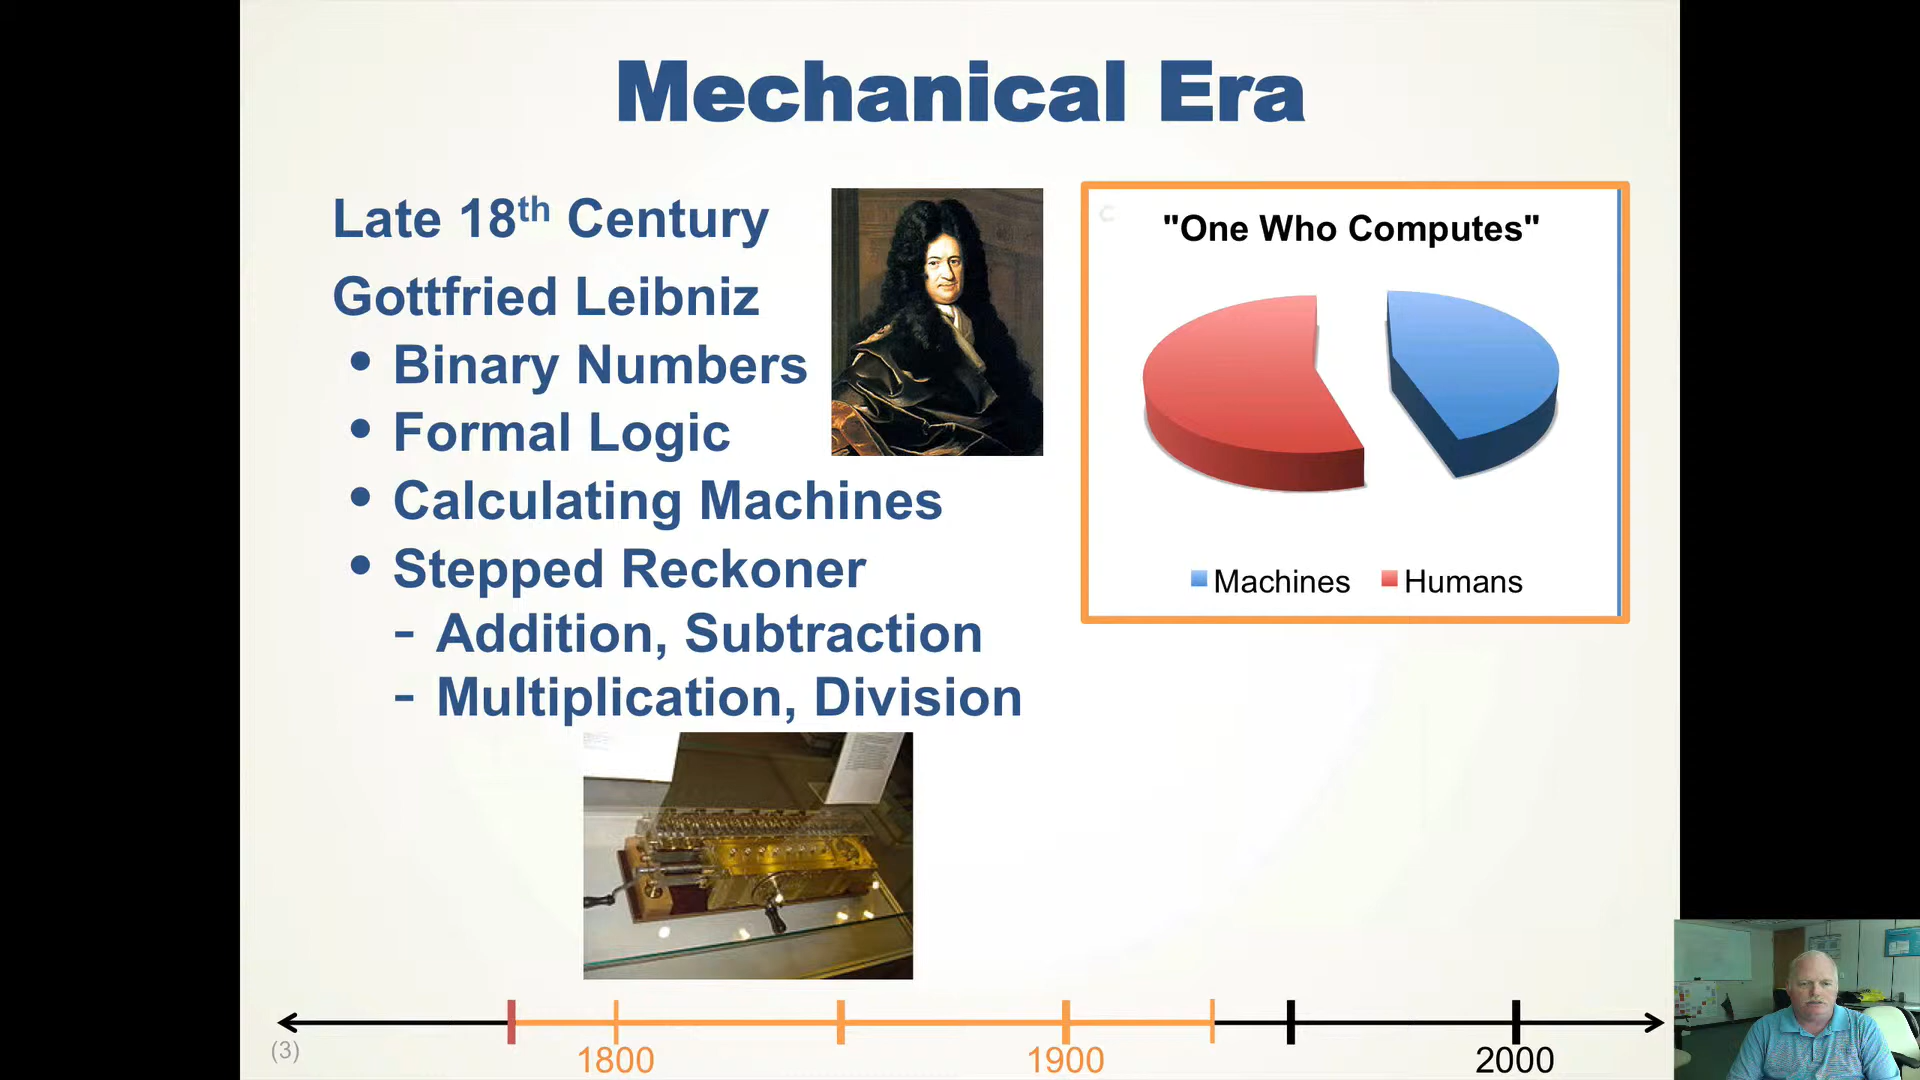 Mechanical Era
Late 18th Century
Gottfried Leibniz
• Binary Numbers
• Formal Logic
• Calculating Machines
• Stepped Reckoner
- Addition, Subtraction
- Multiplication, Division
"One Who Computes"
Machines Humans
(3)
1800 1900 2000